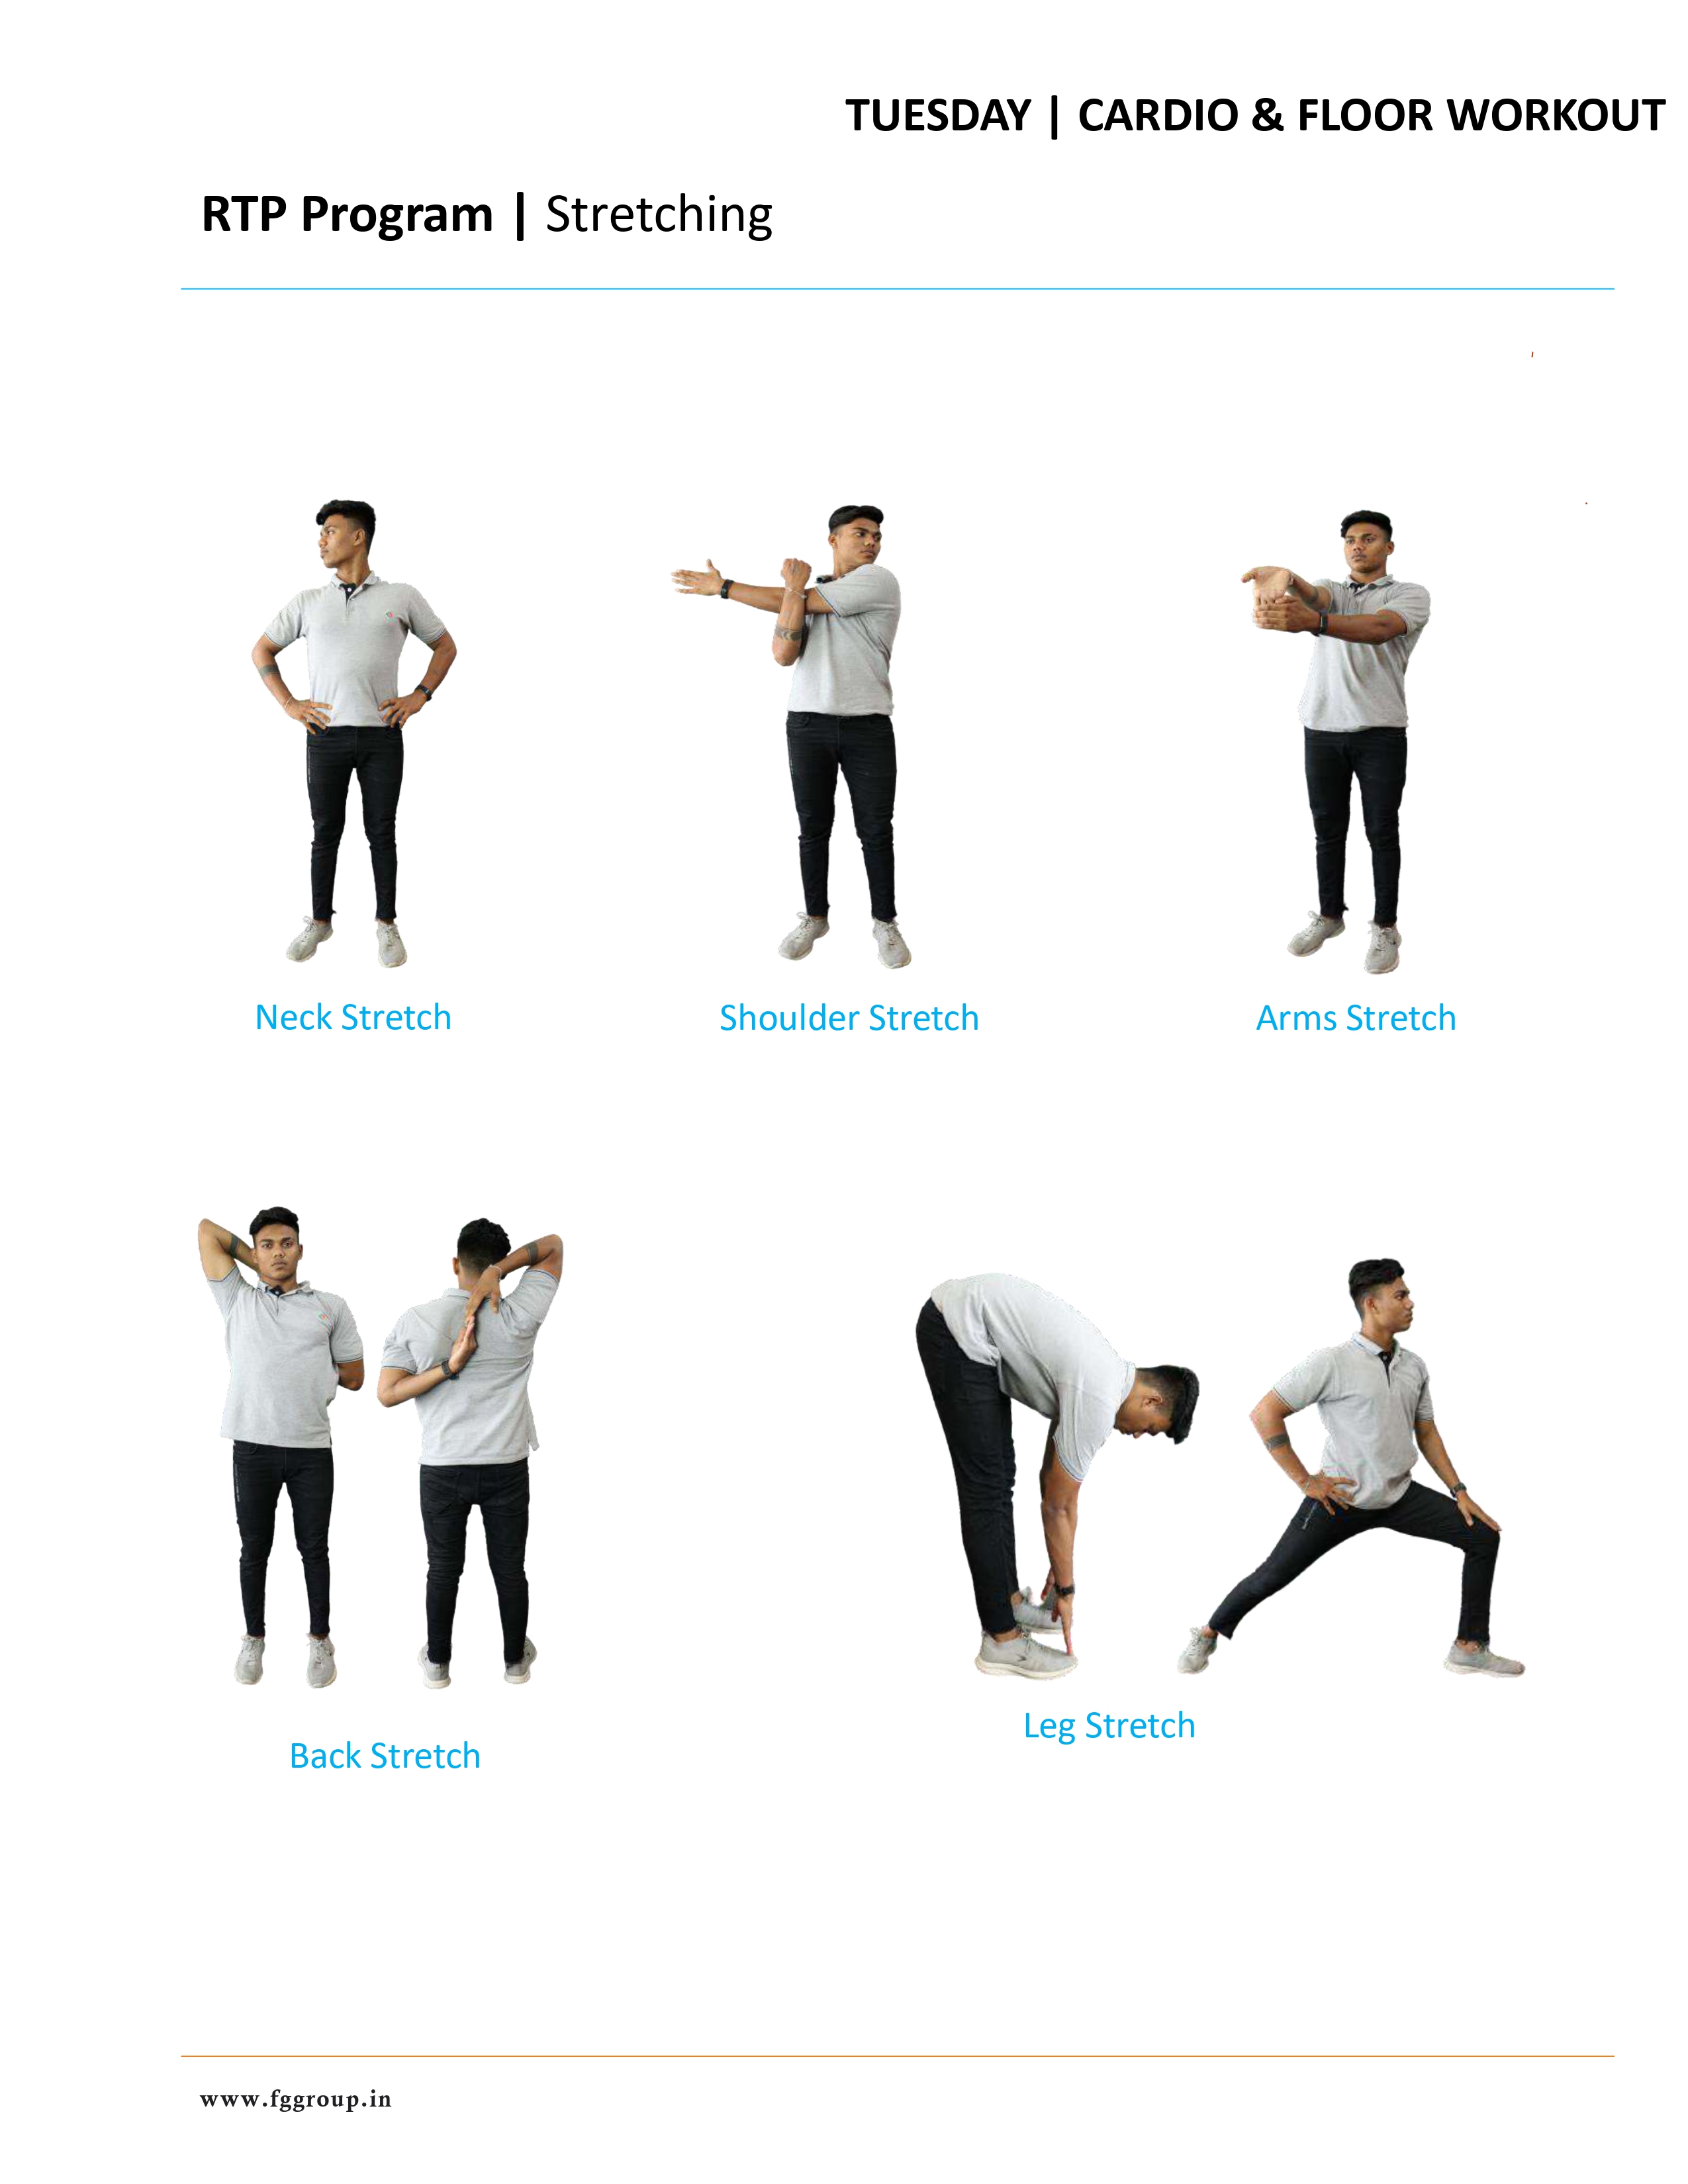 TUESDAY | CARDIO & FLOOR WORKOUT
RTP Program | Stretching
Neck Stretch
Shoulder Stretch
Arms Stretch
Back Stretch
Leg Stretch
www.fggroup.in